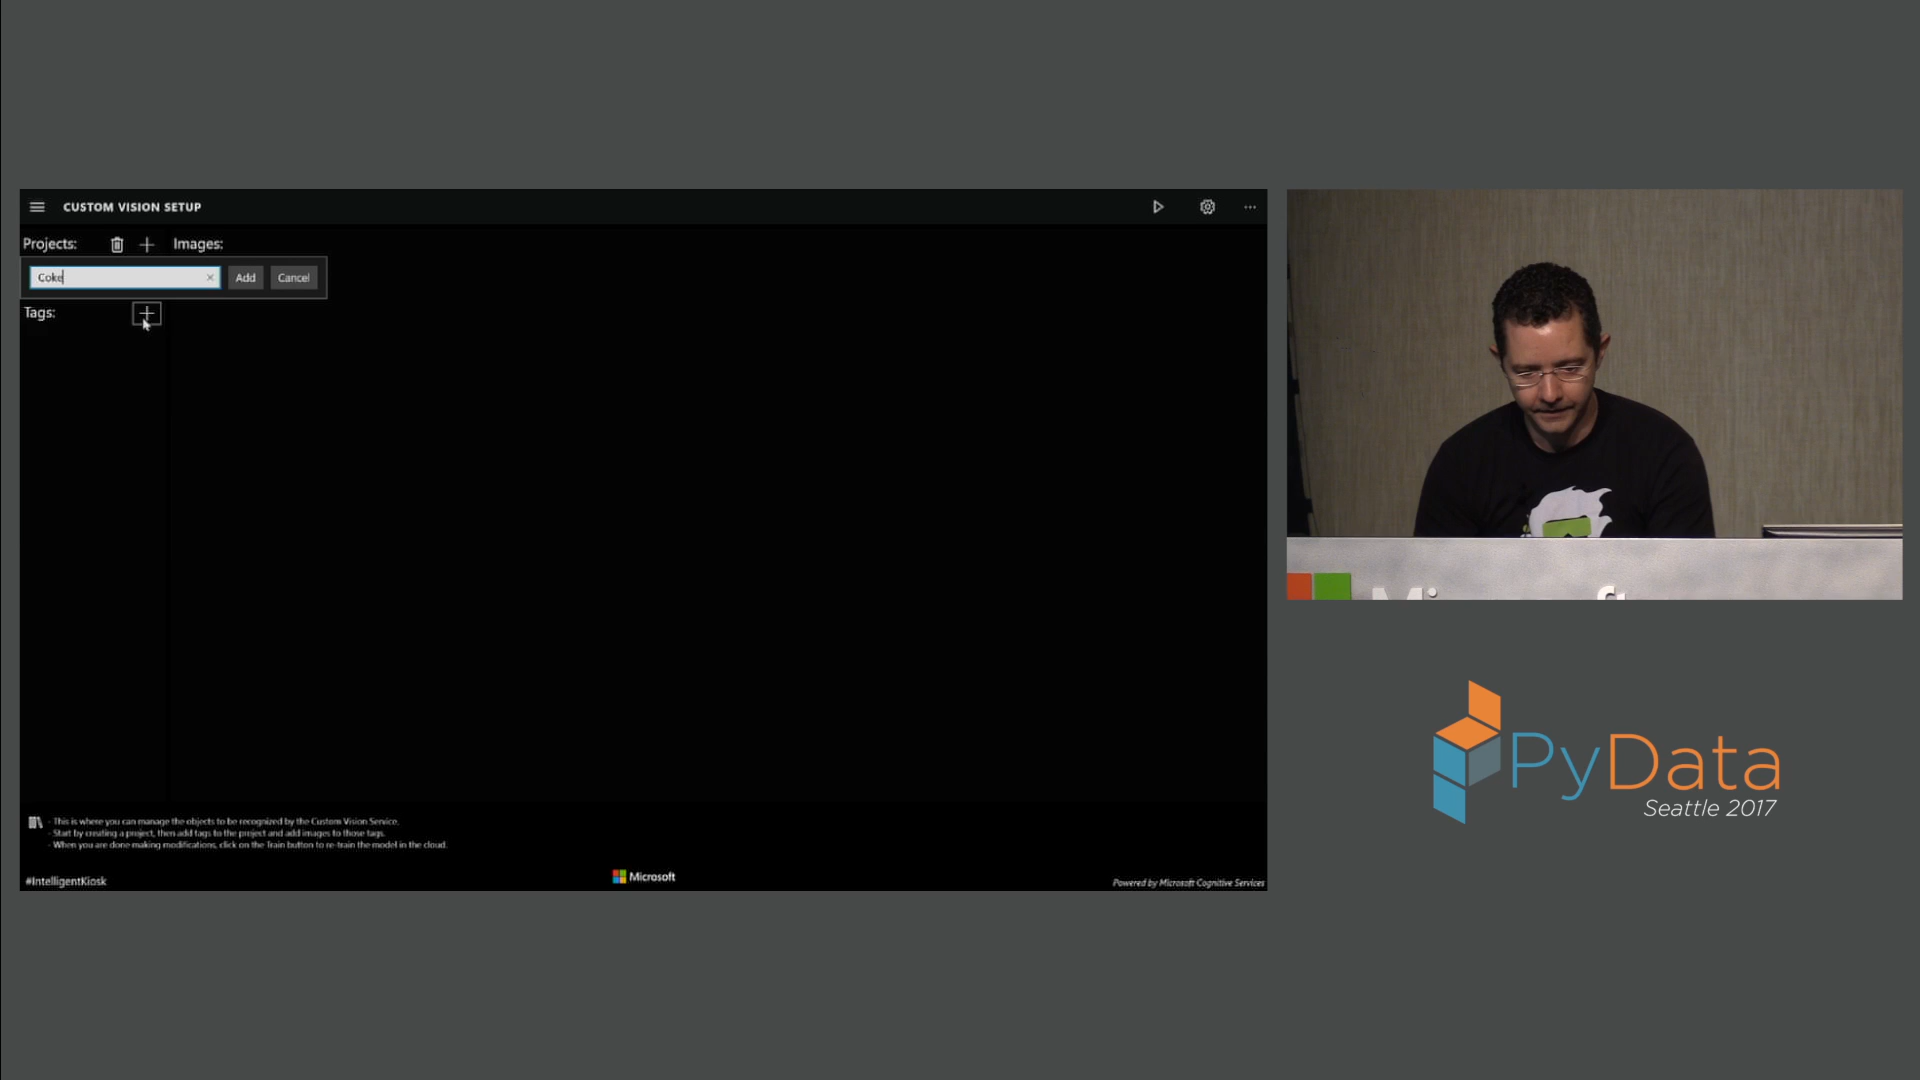 CUSTOM VISION SETUP
Projects:
Images:
Coke
Add
Cancel
Tags:
- This is where you can manage the objects to be recognized by the Custom Vision Service.
- Start by creating a project, then add tags to the project and add images to those tags.
- When you are done making modifications, click on the Train button to re-train the model in the cloud.
#IntelligentKiosk
Microsoft
Powered by Microsoft Cognitive Services
Microsoft
PyData
Seattle 2017